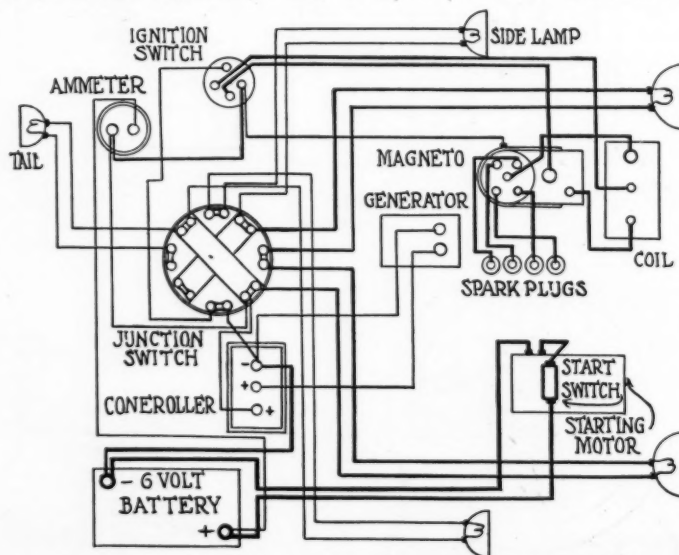 IGNITION
SWITCH
SIDE LAMP
AMMETER
TAIL
MAGNETO
GENERATOR
COIL
SPARK PLUGS
JUNCTION
SWITCH
-
+
+
CONEROLLER
START
SWITCH
STARTING
MOTOR
- 6 VOLT
BATTERY
+